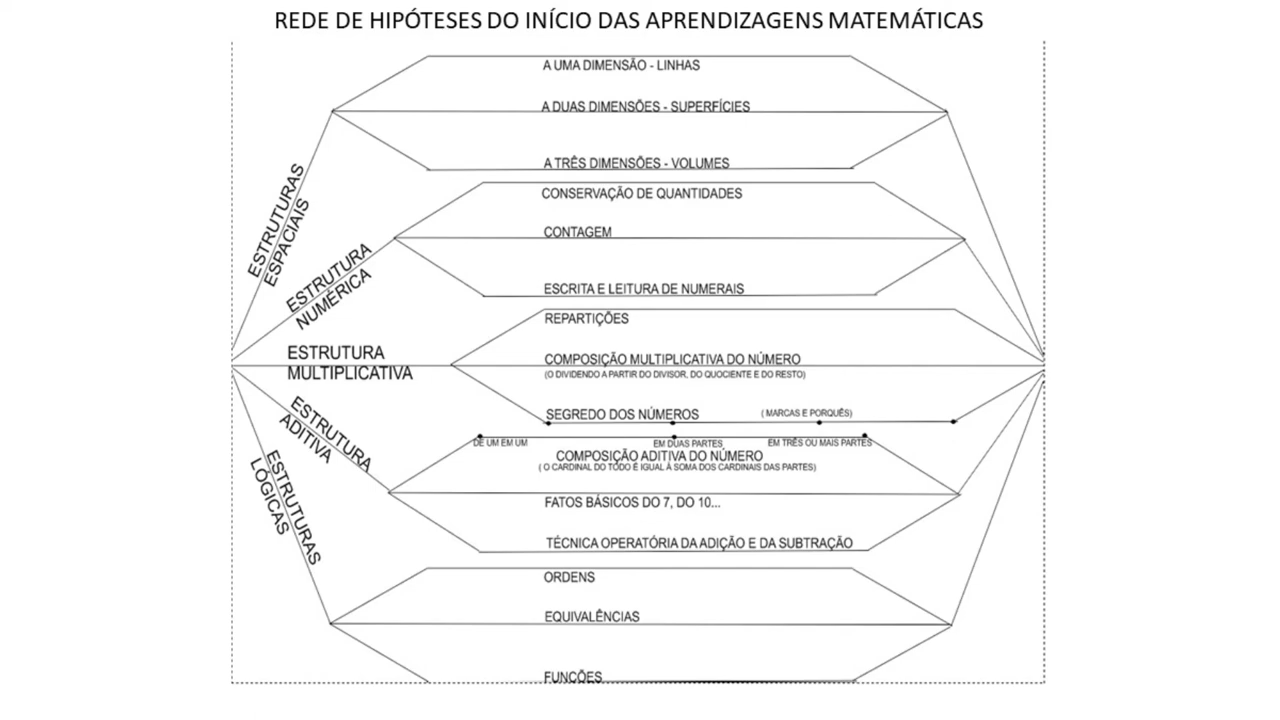 REDE DE HIPÓTESES DO INÍCIO DAS APRENDIZAGENS MATEMÁTICAS
ESTRUTURAS
ESPACIAIS
A UMA DIMENSÃO - LINHAS
A DUAS DIMENSÕES - SUPERFÍCIES
A TRÊS DIMENSÕES - VOLUMES
ESTRUTURA
NUMÉRICA
CONSERVAÇÃO DE QUANTIDADES
CONTAGEM
ESCRITA E LEITURA DE NUMERAIS
ESTRUTURA
MULTIPLICATIVA
REPARTIÇÕES
COMPOSIÇÃO MULTIPLICATIVA DO NÚMERO
(O DIVIDENDO A PARTIR DO DIVISOR, DO QUOCIENTE E DO RESTO)
SEGREDO DOS NÚMEROS ( MARCAS E PORQUÊS)
ESTRUTURA
ADITIVA
DE UM EM UM EM DUAS PARTES EM TRÊS OU MAIS PARTES
COMPOSIÇÃO ADITIVA DO NÚMERO
( O CARDINAL DO TODO É IGUAL À SOMA DOS CARDINAIS DAS PARTES)
FATOS BÁSICOS DO 7, DO 10...
TÉCNICA OPERATÓRIA DA ADIÇÃO E DA SUBTRAÇÃO
ESTRUTURAS
LÓGICAS
ORDENS
EQUIVALÊNCIAS
FUNÇÕES